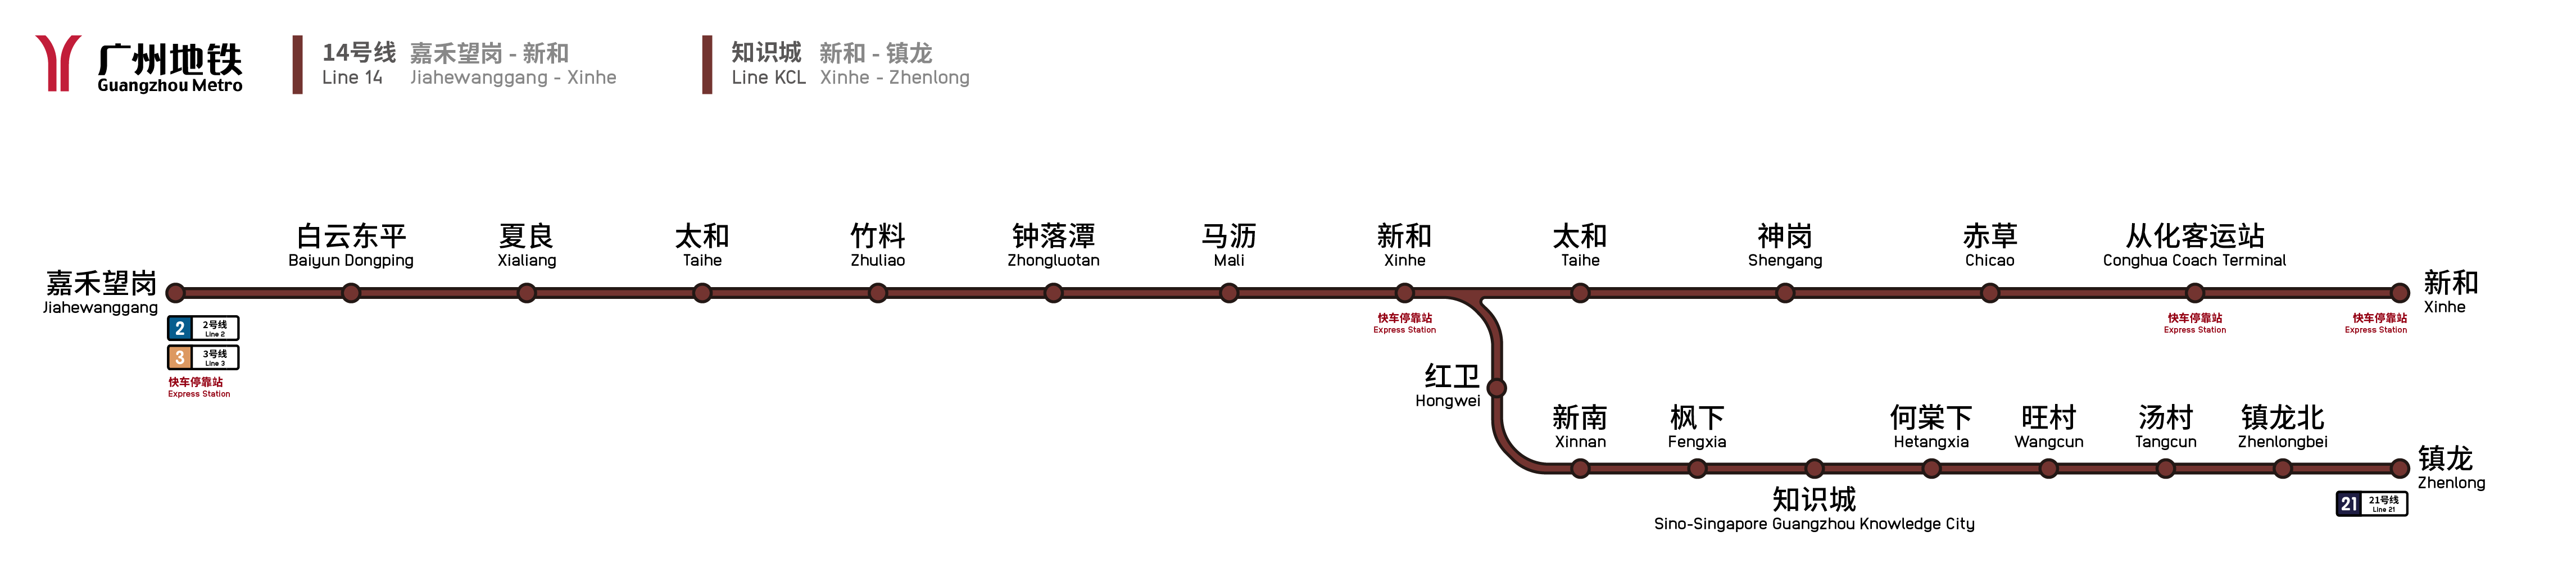 广州地铁
Guangzhou Metro
14号线 嘉禾望岗 - 新和
Line 14 Jiahewanggang - Xinhe
知识城 新和 - 镇龙
Line KCL Xinhe - Zhenlong
嘉禾望岗
Jiahewanggang
2 2号线
Line 2
3 3号线
Line 3
快车停靠站
Express Station
白云东平
Baiyun Dongping
夏良
Xialiang
太和
Taihe
竹料
Zhuliao
钟落潭
Zhongluotan
马沥
Mali
新和
Xinhe
快车停靠站
Express Station
太和
Taihe
神岗
Shengang
赤草
Chicao
从化客运站
Conghua Coach Terminal
快车停靠站
Express Station
新和
Xinhe
快车停靠站
Express Station
红卫
Hongwei
新南
Xinnan
枫下
Fengxia
知识城
Sino-Singapore Guangzhou Knowledge City
何棠下
Hetangxia
旺村
Wangcun
汤村
Tangcun
镇龙北
Zhenlongbei
镇龙
Zhenlong
21 21号线
Line 21